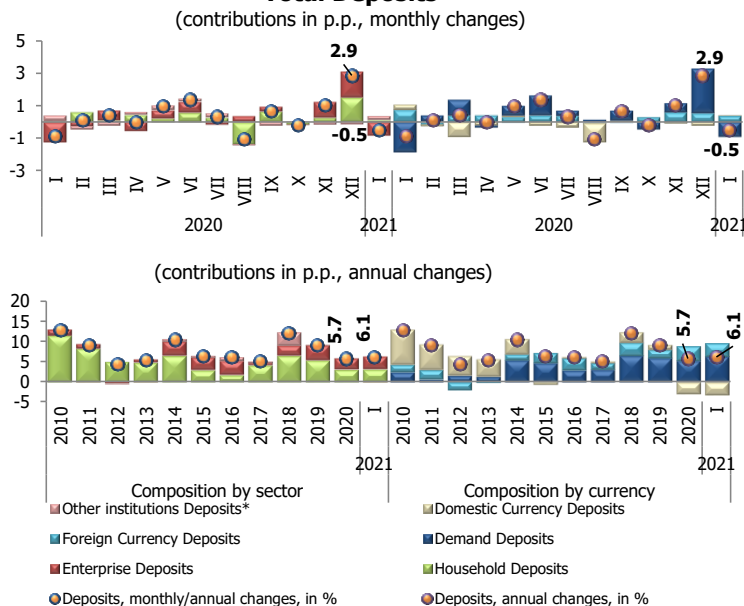 Total Deposits
(contributions in p.p., monthly changes)
5
3
1
-1
-3
2.9
-0.5
2.9
-0.5
I II III IV V VI VII VIII IX X XI XII I I II III IV V VI VII VIII IX X XI XII I
2020 2021 2020 2021
(contributions in p.p., annual changes)
20
15
10
5
0
-5
5.7
6.1
5.7
6.1
2010 2011 2012 2013 2014 2015 2016 2017 2018 2019 2020 I 2010 2011 2012 2013 2014 2015 2016 2017 2018 2019 2020 I
2021 2021
Composition by sector Composition by currency
Other institutions Deposits* Domestic Currency Deposits
Foreign Currency Deposits Demand Deposits
Enterprise Deposits Household Deposits
Deposits, monthly/annual changes, in % Deposits, annual changes, in %